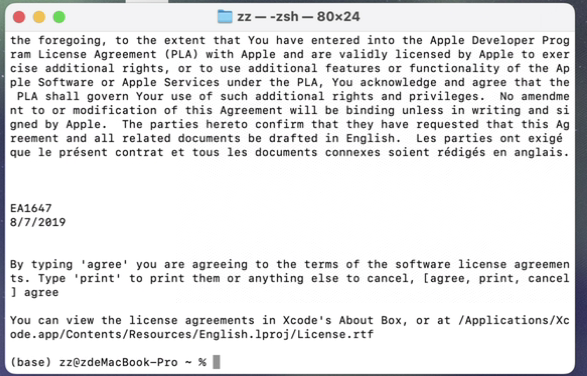 zz — -zsh — 80×24
the foregoing, to the extent that You have entered into the Apple Developer Prog
ram License Agreement (PLA) with Apple and are validly licensed by Apple to exer
cise additional rights, or to use additional features or functionality of the Ap
ple Software or Apple Services under the PLA, You acknowledge and agree that the
 PLA shall govern Your use of such additional rights and privileges.  No amendme
nt to or modification of this Agreement will be binding unless in writing and si
gned by Apple.  The parties hereto confirm that they have requested that this Ag
reement and all related documents be drafted in English.  Les parties ont exigé
que le présent contrat et tous les documents connexes soient rédigés en anglais.
EA1647
8/7/2019
By typing 'agree' you are agreeing to the terms of the software license agreemen
ts. Type 'print' to print them or anything else to cancel, [agree, print, cancel
] agree
You can view the license agreements in Xcode's About Box, or at /Applications/Xc
ode.app/Contents/Resources/English.lproj/License.rtf
(base) zz@zdeMacBook-Pro ~ %